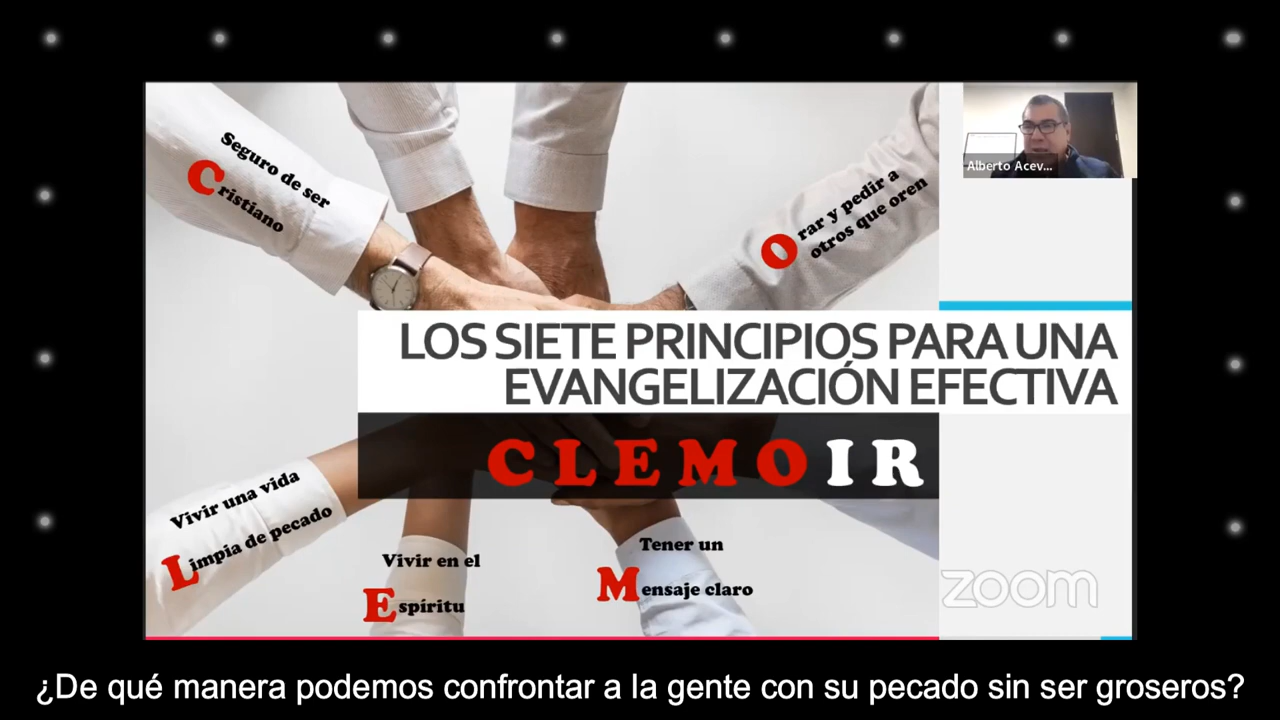 Seguro de ser
Cristiano
Orar y pedir a
otros que oren
Alberto Acev...
LOS SIETE PRINCIPIOS PARA UNA
EVANGELIZACIÓN EFECTIVA
CLEMOIR
Vivir una vida
Limpia de pecado
Vivir en el
Espíritu
Tener un
Mensaje claro
zoom
¿De qué manera podemos confrontar a la gente con su pecado sin ser groseros?